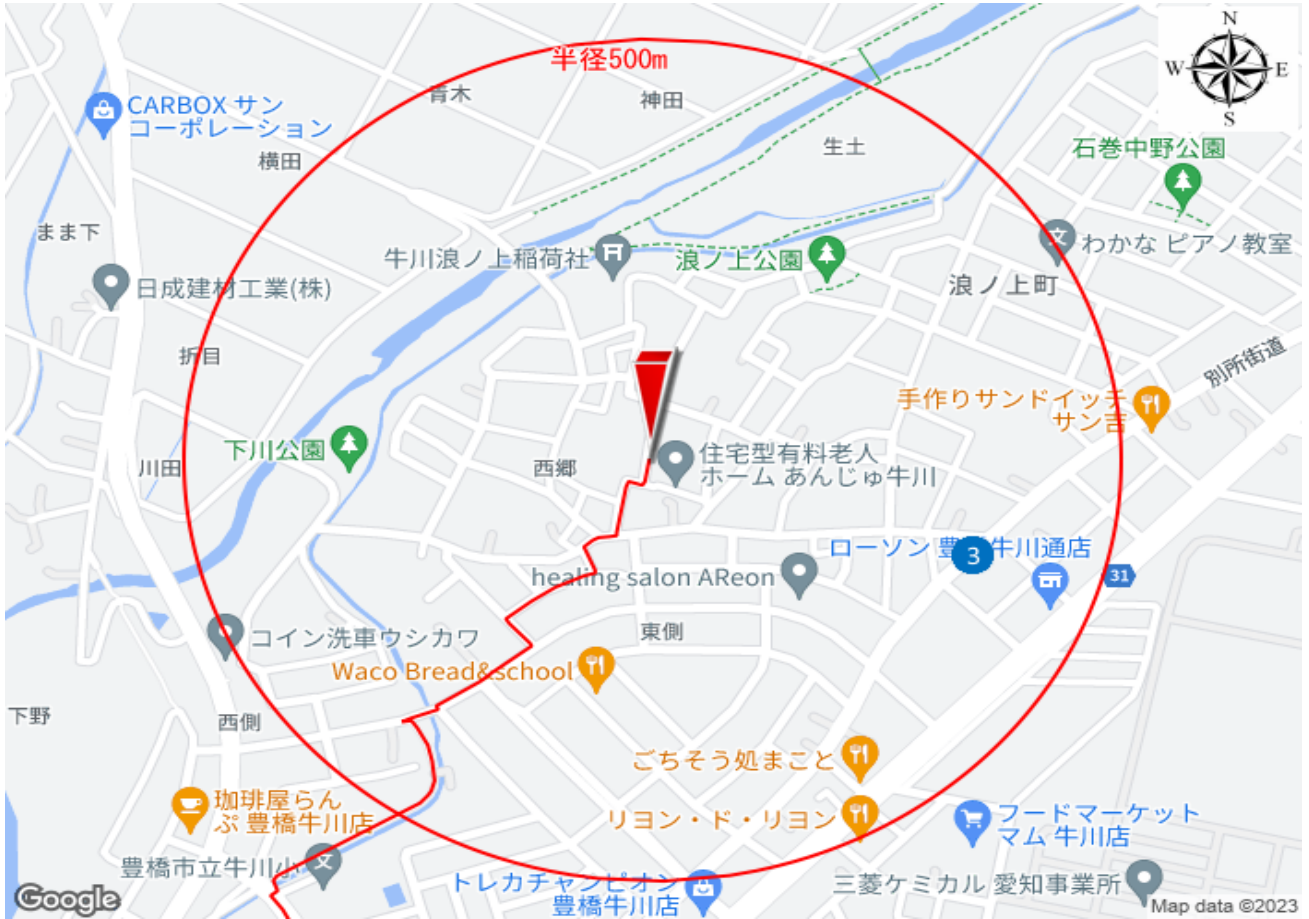 N
W
E
S
半径500m
CARBOX サン
コーポレーション
青木
神田
横田
生土
石巻中野公園
まま下
牛川浪ノ上稲荷社
浪ノ上公園
わかな ピアノ教室
日成建材工業(株)
浪ノ上町
折目
別所街道
手作りサンドイッチ
サン吉
下川公園
川田
西郷
住宅型有料老人
ホーム あんじゅ牛川
ローソン 豊
牛川通店
3
31
healing salon AReon
東側
コイン洗車ウシカワ
Waco Bread&school
下野
西側
ごちそう処まこと
珈琲屋らん
ぷ 豊橋牛川店
リヨン・ド・リヨン
フードマーケット
マム 牛川店
豊橋市立牛川小
トレカチャンピオン
豊橋牛川店
三菱ケミカル 愛知事業所
Google
Map data ©2023